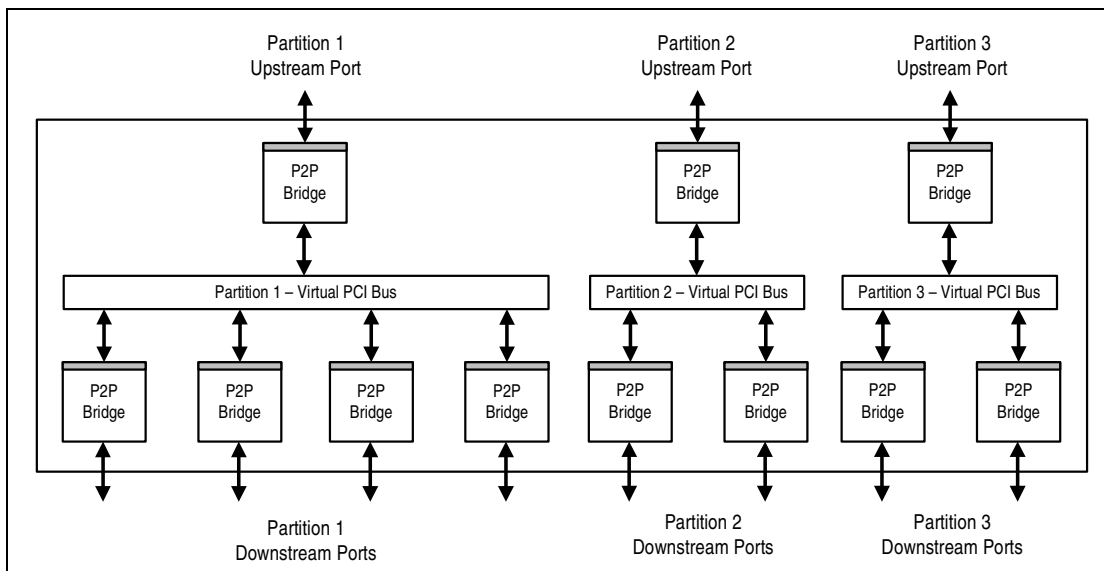 Partition 1
Upstream Port
Partition 2
Upstream Port
Partition 3
Upstream Port
P2P
Bridge
P2P
Bridge
P2P
Bridge
Partition 1 – Virtual PCI Bus
Partition 2 – Virtual PCI Bus
Partition 3 – Virtual PCI Bus
P2P
Bridge
P2P
Bridge
P2P
Bridge
P2P
Bridge
P2P
Bridge
P2P
Bridge
P2P
Bridge
P2P
Bridge
Partition 1
Downstream Ports
Partition 2
Downstream Ports
Partition 3
Downstream Ports